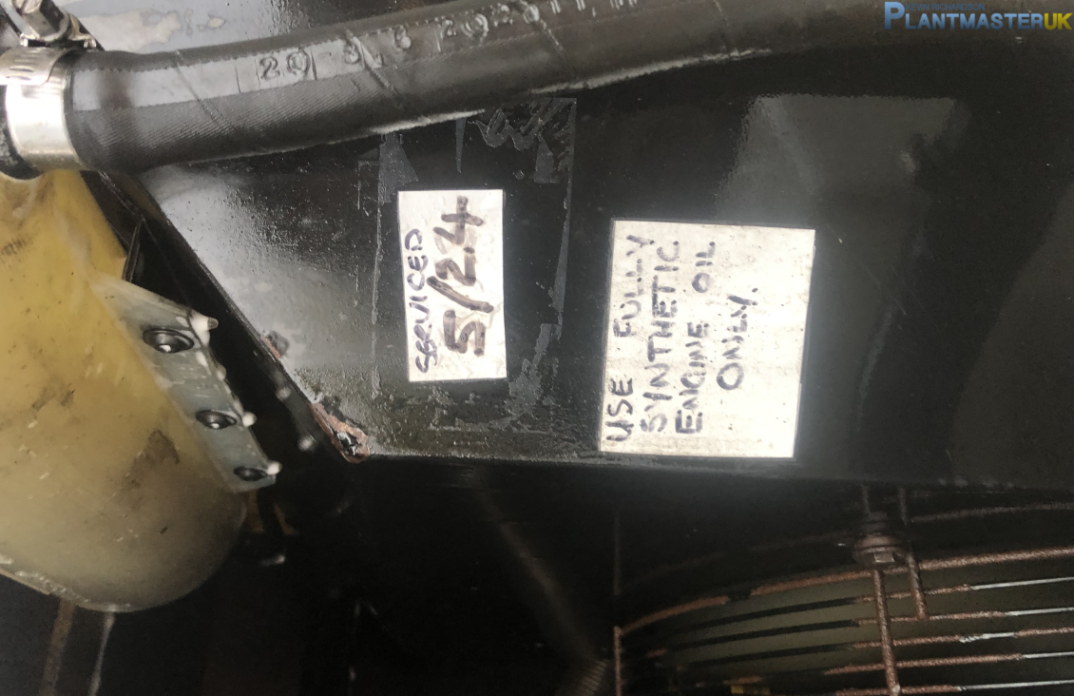 PLANTMASTERUK
SERVICED
5/24
USE FULLY
SYNTHETIC
ENGINE OIL
ONLY.